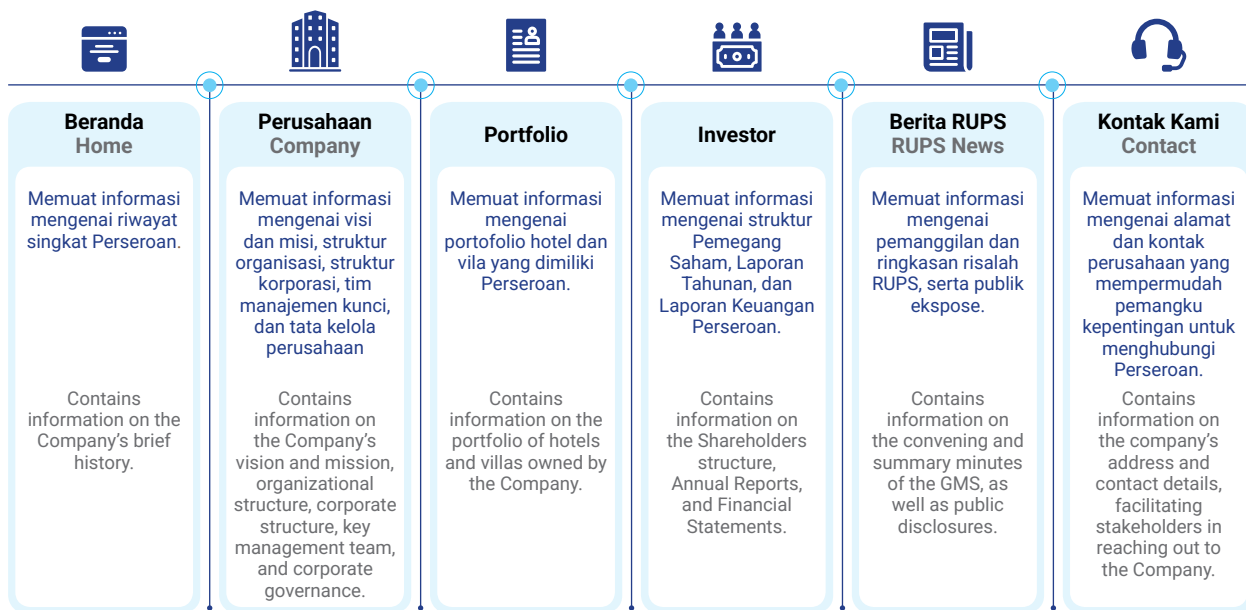 Beranda
Home
Memuat informasi
mengenai riwayat
singkat Perseroan.
Contains
information on the
Company’s brief
history.
Perusahaan
Company
Memuat informasi
mengenai visi
dan misi, struktur
organisasi, struktur
korporasi, tim
manajemen kunci,
dan tata kelola
perusahaan
Contains
information on
the Company’s
vision and mission,
organizational
structure, corporate
structure, key
management team,
and corporate
governance.
Portfolio
Memuat informasi
mengenai
portofolio hotel dan
vila yang dimiliki
Perseroan.
Contains
information on the
portfolio of hotels
and villas owned by
the Company.
Investor
Memuat informasi
mengenai struktur
Pemegang
Saham, Laporan
Tahunan, dan
Laporan Keuangan
Perseroan.
Contains
information on
the Shareholders
structure,
Annual Reports,
and Financial
Statements.
Berita RUPS
RUPS News
Memuat informasi
mengenai
pemanggilan dan
ringkasan risalah
RUPS, serta publik
ekspose.
Contains
information on
the convening and
summary minutes
of the GMS, as
well as public
disclosures.
Kontak Kami
Contact
Memuat informasi
mengenai alamat
dan kontak
perusahaan yang
mempermudah
pemangku
kepentingan untuk
menghubungi
Perseroan.
Contains
information on
the company’s
address and
contact details,
facilitating
stakeholders in
reaching out to
the Company.